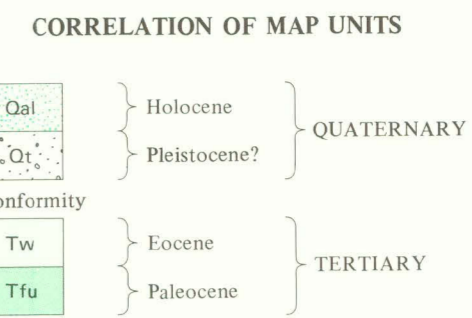 CORRELATION OF MAP UNITS
Qal
Holocene
QUATERNARY
Qt
Pleistocene?
onformity
Tw
Eocene
TERTIARY
Tfu
Paleocene